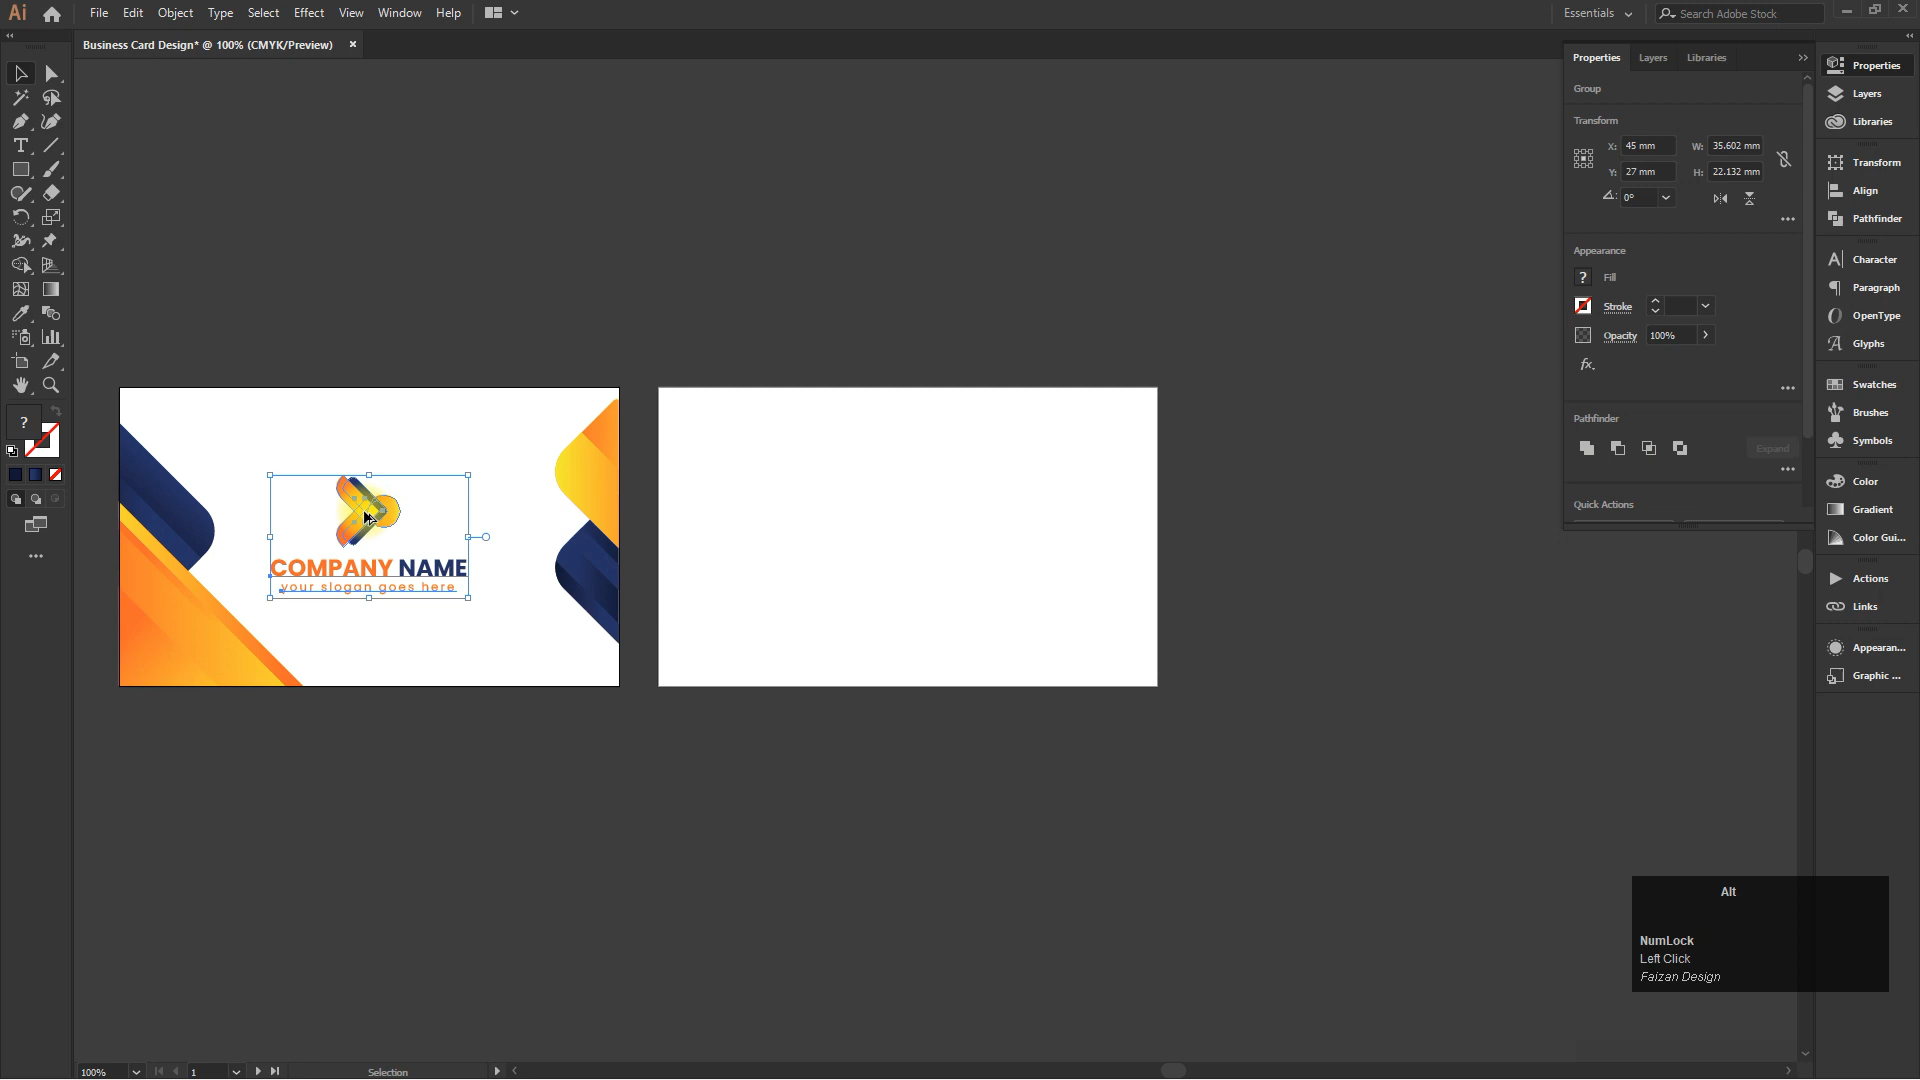 Ai File Edit Object Type Select Effect View Window Help
Essentials
Search Adobe Stock
Business Card Design* @ 100% (CMYK/Preview)
Properties Layers Libraries
Group
Transform
X: 45 mm W: 35.602 mm
Y: 27 mm H: 22.132 mm
0°
Appearance
? Fill
Stroke
Opacity 100%
fx.
Pathfinder
Expand
Quick Actions
Properties
Layers
Libraries
Transform
Align
Pathfinder
Character
Paragraph
OpenType
Glyphs
Swatches
Brushes
Symbols
Color
Gradient
Color Gui...
Actions
Links
Appearan...
Graphic ...
?
COMPANY NAME
your slogan goes here
Alt
NumLock
Left Click
Faizan Design
100% 1 Selection